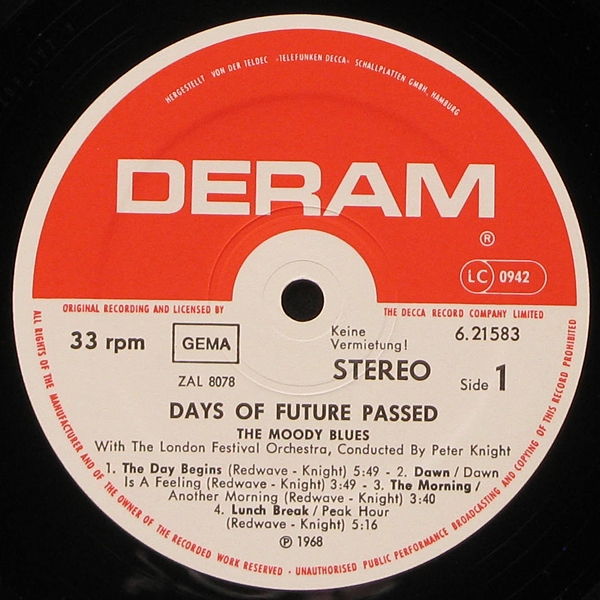 HERGESTELLT VON DER TELDEC »TELEFUNKEN DECCA« SCHALLPLATTEN GMBH, HAMBURG
DERAM
®
LC 0942
ORIGINAL RECORDING AND LICENSED BY THE DECCA RECORD COMPANY LIMITED
33 rpm
GEMA
Keine
Vermietung!
6.21583
STEREO
ZAL 8078
Side 1
DAYS OF FUTURE PASSED
THE MOODY BLUES
With The London Festival Orchestra, Conducted By Peter Knight
1. The Day Begins (Redwave - Knight) 5:49 - 2. Dawn / Dawn
Is A Feeling (Redwave - Knight) 3:49 - 3. The Morning /
Another Morning (Redwave - Knight) 3:40
4. Lunch Break / Peak Hour
(Redwave - Knight) 5:16
℗ 1968
ALL RIGHTS OF THE MANUFACTURER AND OF THE OWNER OF THE RECORDED WORK RESERVED - UNAUTHORISED PUBLIC PERFORMANCE BROADCASTING AND COPYING OF THIS RECORD PROHIBITED